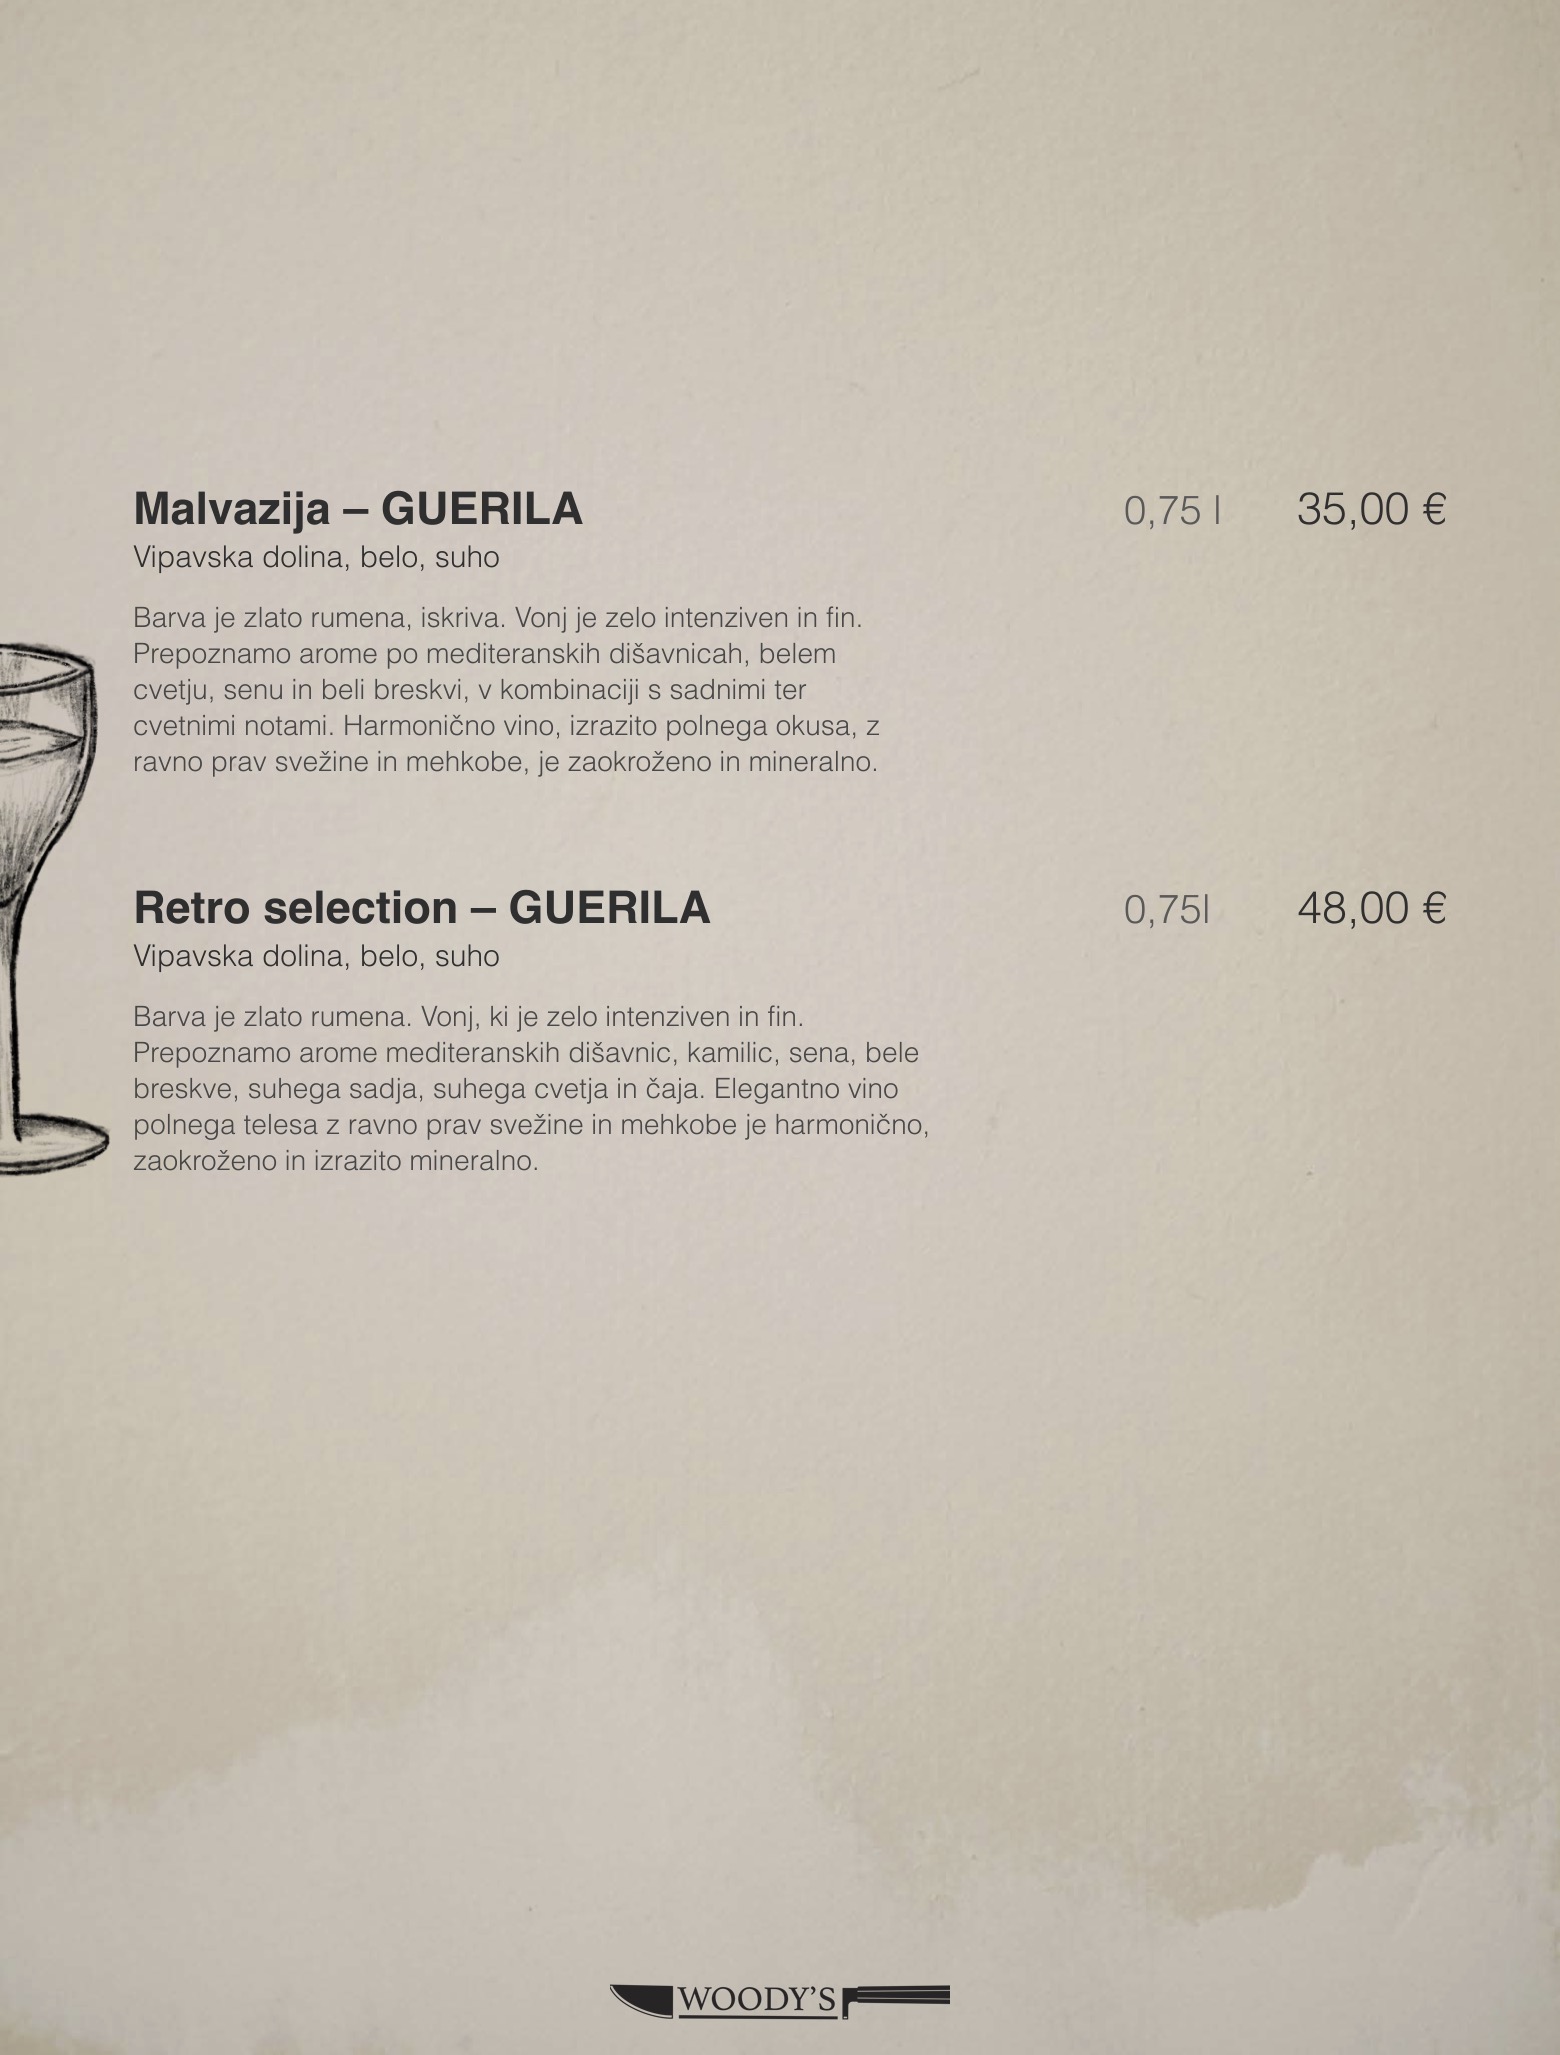 Malvazija – GUERILA 0,75 l 35,00 €
Vipavska dolina, belo, suho
Barva je zlato rumena, iskriva. Vonj je zelo intenziven in fin.
Prepoznamo arome po mediteranskih dišavnicah, belem
cvetju, senu in beli breskvi, v kombinaciji s sadnimi ter
cvetnimi notami. Harmonično vino, izrazito polnega okusa, z
ravno prav svežine in mehkobe, je zaokroženo in mineralno.
Retro selection – GUERILA 0,75l 48,00 €
Vipavska dolina, belo, suho
Barva je zlato rumena. Vonj, ki je zelo intenziven in fin.
Prepoznamo arome mediteranskih dišavnic, kamilic, sena, bele
breskve, suhega sadja, suhega cvetja in čaja. Elegantno vino
polnega telesa z ravno prav svežine in mehkobe je harmonično,
zaokroženo in izrazito mineralno.
WOODY'S